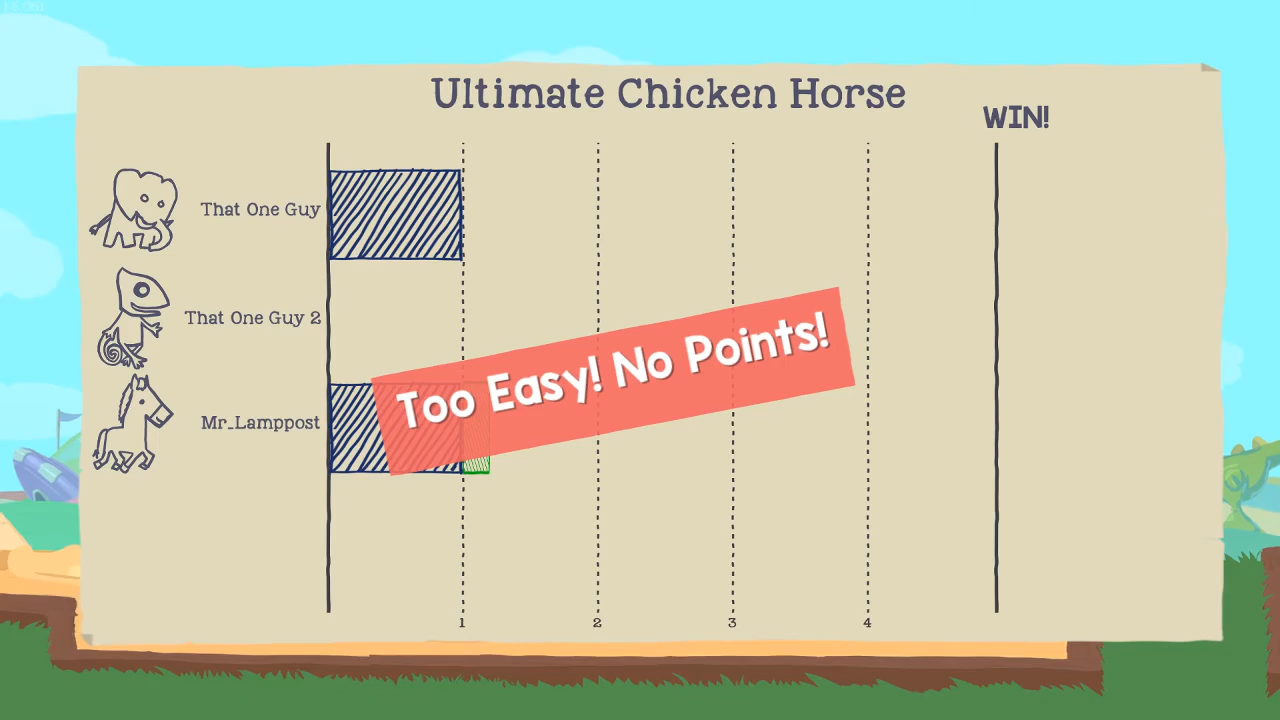 Ultimate Chicken Horse
WIN!
That One Guy
That One Guy 2
Too Easy! No Points!
Mr_Lamppost
1 2 3 4